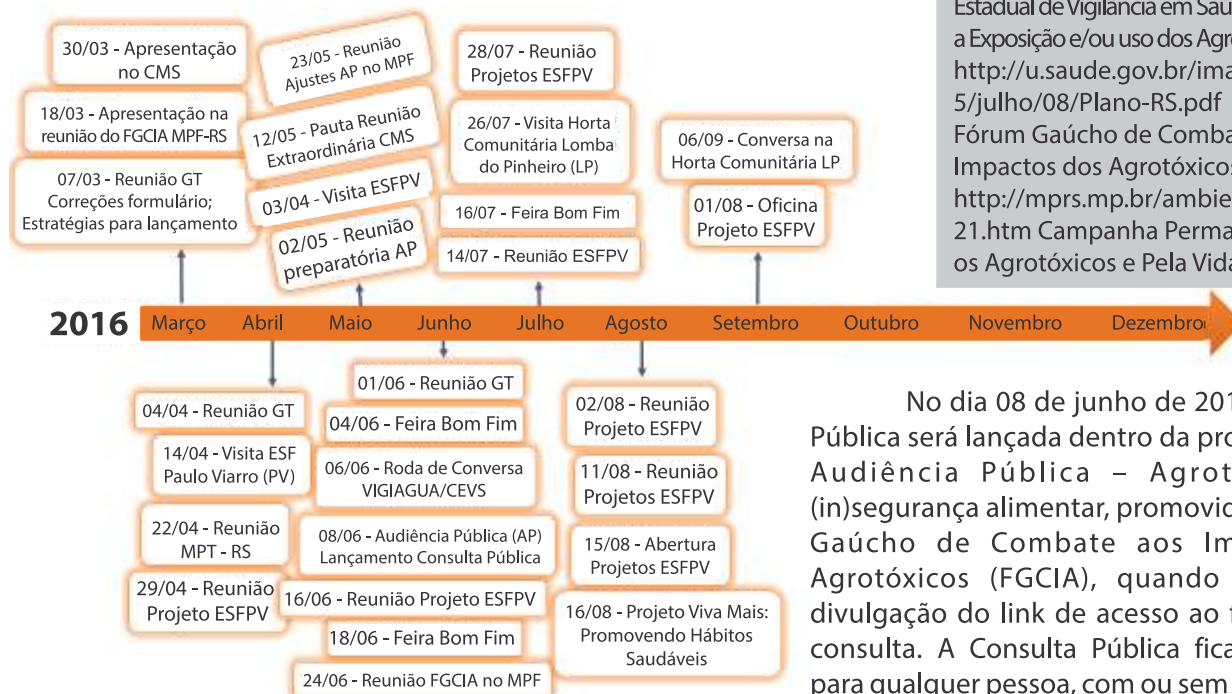 30/03 - Apresentação
no CMS
18/03 - Apresentação na
reunião do FGCIA MPF-RS
07/03 - Reunião GT
Correções formulário;
Estratégias para lançamento
23/05 - Reunião
Ajustes AP no MPF
12/05 - Pauta Reunião
Extraordinária CMS
03/04 - Visita ESFPV
02/05 - Reunião
preparatória AP
28/07 - Reunião
Projetos ESFPV
26/07 - Visita Horta
Comunitária Lomba
do Pinheiro (LP)
16/07 - Feira Bom Fim
14/07 - Reunião ESFPV
06/09 - Conversa na
Horta Comunitária LP
01/08 - Oficina
Projeto ESFPV
Estadual de Vigilância em
a Exposição e/ou uso dos
http://u.saude.gov.br/ima
5/julho/08/Plano-RS.pdf
Fórum Gaúcho de
Impactos dos Agrotóxicos
http://mprs.mp.br/ambie
21.htm Campanha
os Agrotóxicos e Pela Vida
2016 Março Abril Maio Junho Julho Agosto Setembro Outubro Novembro Dezembro
04/04 - Reunião GT
14/04 - Visita ESF
Paulo Viarro (PV)
22/04 - Reunião
MPT - RS
29/04 - Reunião
Projeto ESFPV
01/06 - Reunião GT
04/06 - Feira Bom Fim
06/06 - Roda de Conversa
VIGIAGUA/CEVS
08/06 - Audiência Pública (AP)
Lançamento Consulta Pública
16/06 - Reunião Projeto ESFPV
18/06 - Feira Bom Fim
24/06 - Reunião FGCIA no MPF
02/08 - Reunião
Projeto ESFPV
11/08 - Reunião
Projetos ESFPV
15/08 - Abertura
Projetos ESFPV
16/08 - Projeto Viva Mais:
Promovendo Hábitos
Saudáveis
No dia 08 de junho de 201
Pública será lançada dentro da
Audiência Pública –
(in)segurança alimentar,
Gaúcho de Combate aos
Agrotóxicos (FGCIA), quando
divulgação do link de acesso ao
consulta. A Consulta Pública
para qualquer pessoa, com ou sem